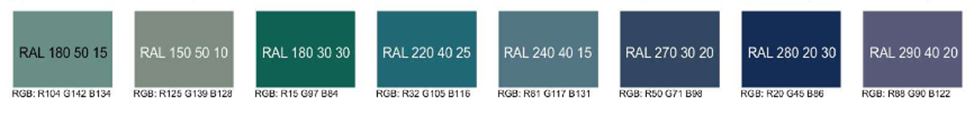 RAL 180 50 15
RAL 150 50 10
RAL 180 30 30
RAL 220 40 25
RAL 240 40 15
RAL 270 30 20
RAL 280 20 30
RAL 290 40 20
RGB: R104 G142 B134
RGB: R125 G139 B128
RGB: R15 G97 B84
RGB: R32 G105 B116
RGB: R81 G117 B131
RGB: R50 G71 B98
RGB: R20 G45 B86
RGB: R88 G90 B122